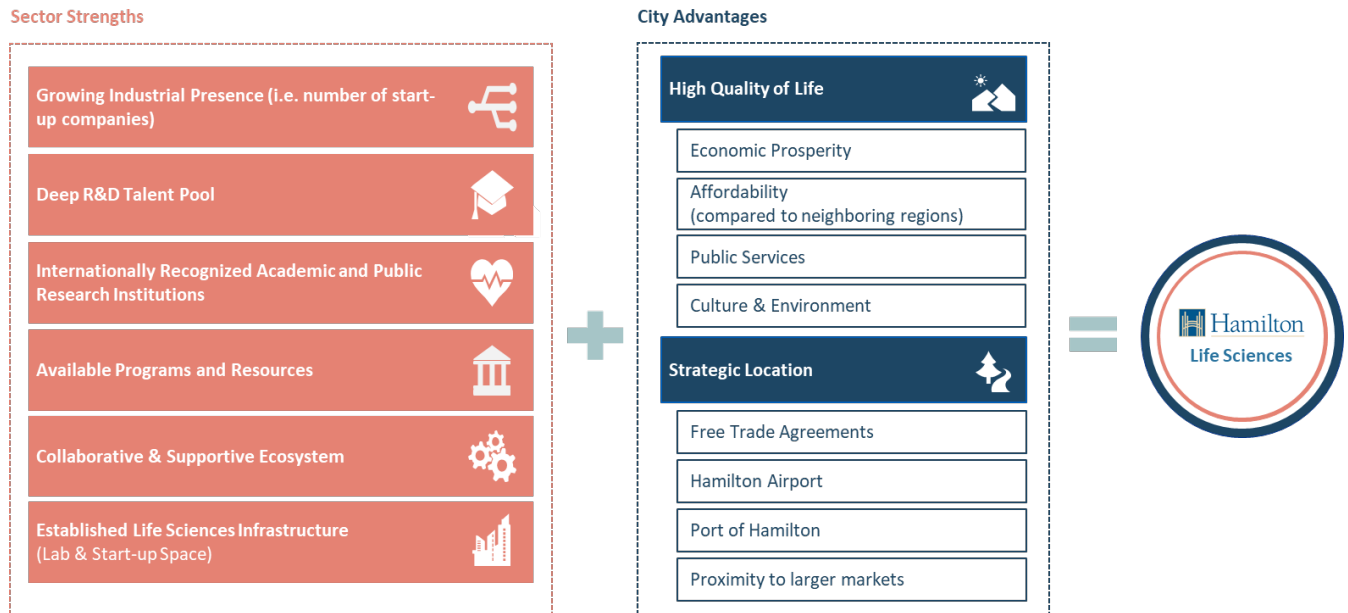 Sector Strengths
Growing Industrial Presence (i.e. number of start-
up companies)
Deep R&D Talent Pool
Internationally Recognized Academic and Public
Research Institutions
Available Programs and Resources
Collaborative & Supportive Ecosystem
Established Life Sciences Infrastructure
(Lab & Start-up Space)
City Advantages
High Quality of Life
Economic Prosperity
Affordability
(compared to neighboring regions)
Public Services
Culture & Environment
Strategic Location
Free Trade Agreements
Hamilton Airport
Port of Hamilton
Proximity to larger markets
Hamilton
Life Sciences